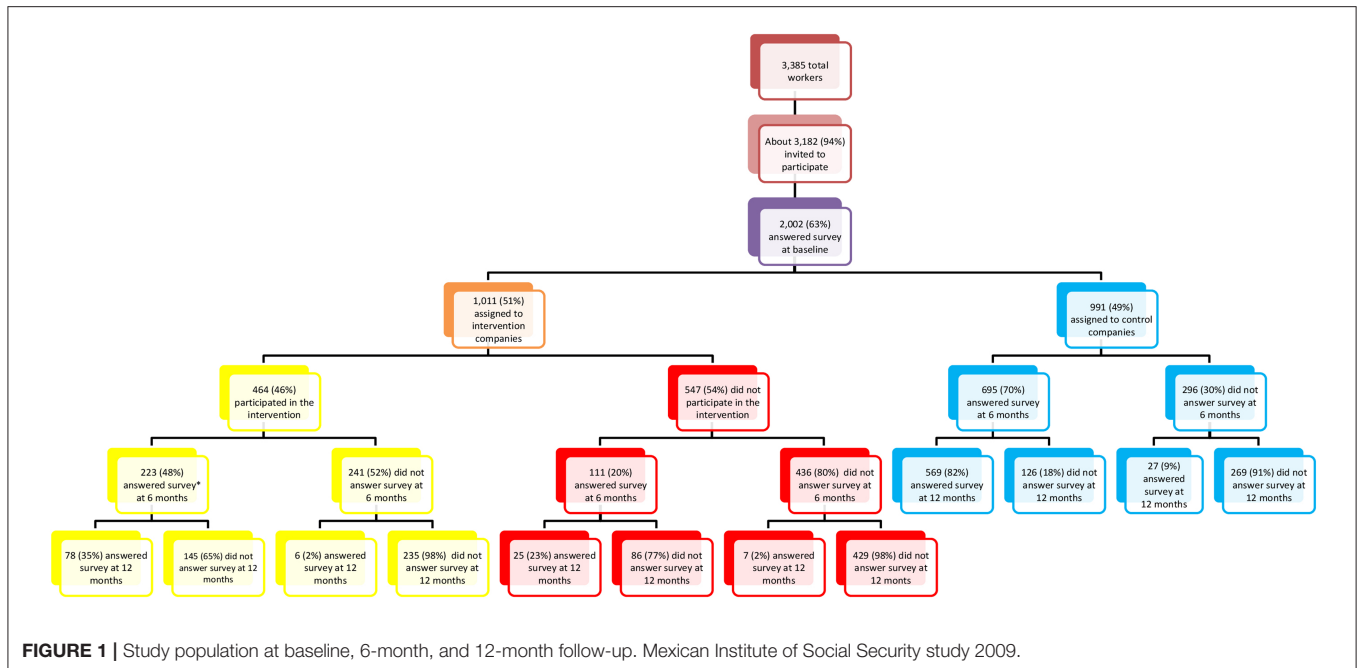 3,385 total
workers
About 3,182 (94%)
invited to
participate
2,002 (63%)
answered survey
at baseline
1,011 (51%)
assigned to
intervention
companies
991 (49%)
assigned to control
companies
464 (46%)
participated in the
intervention
547 (54%) did not
participate in the
intervention
695 (70%)
answered survey
at 6 months
296 (30%) did not
answer survey at
6 months
223 (48%)
answered survey*
at 6 months
241 (52%) did not
answer survey at
6 months
111 (20%)
answered survey
at 6 months
436 (80%) did not
answer survey at
6 months
569 (82%)
answered survey
at 12 months
126 (18%) did not
answer survey at
12 months
27 (9%)
answered
survey at
12 months
269 (91%) did not
answer survey at
12 months
78 (35%) answered
survey at 12
months
145 (65%) did not
answer survey at 12
months
6 (2%) answered
survey at 12
months
235 (98%) did not
answer survey at
12 months
25 (23%) answered
survey at 12
months
86 (77%) did not
answer survey at
12 months
7 (2%) answered
survey at 12
months
429 (98%) did not
answer survey at
12 monts
FIGURE 1 | Study population at baseline, 6-month, and 12-month follow-up. Mexican Institute of Social Security study 2009.